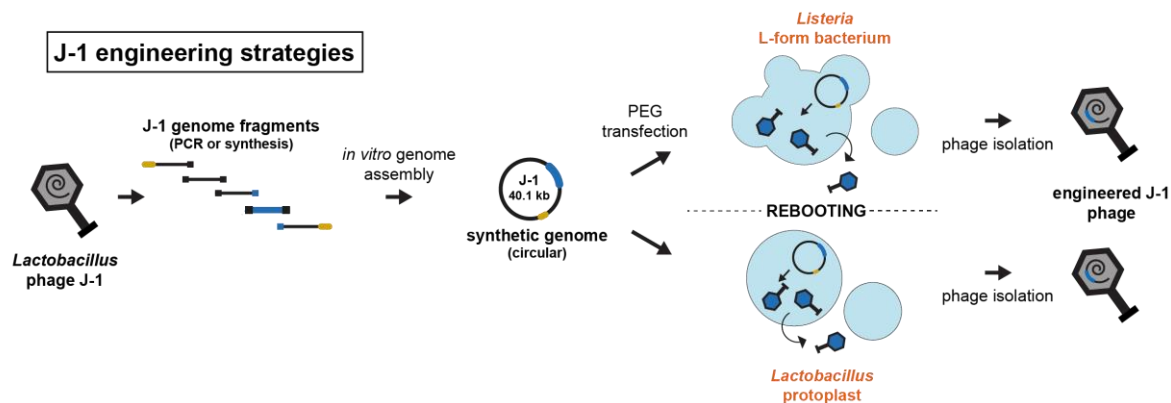 J-1 engineering strategies
J-1 genome fragments
(PCR or synthesis)
Lactobacillus
phage J-1
in vitro genome
assembly
J-1
40.1 kb
synthetic genome
(circular)
PEG
transfection
Listeria
L-form bacterium
REBOOTING
Lactobacillus
protoplast
phage isolation
engineered J-1
phage
phage isolation